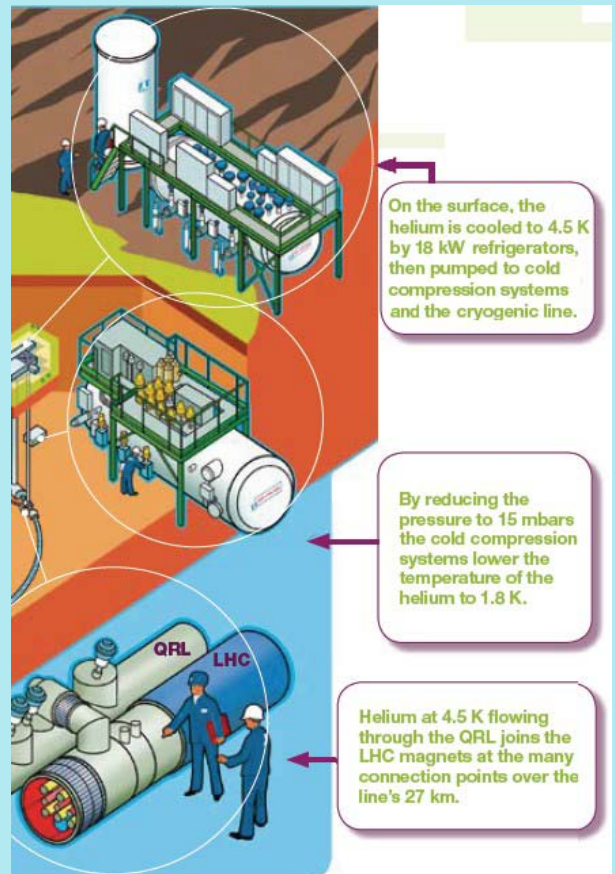 On the surface, the
helium is cooled to 4.5 K
by 18 kW refrigerators,
then pumped to cold
compression systems
and the cryogenic line.
By reducing the
pressure to 15 mbars
the cold compression
systems lower the
temperature of the
helium to 1.8 K.
QRL
LHC
Helium at 4.5 K flowing
through the QRL joins the
LHC magnets at the many
connection points over the
line's 27 km.